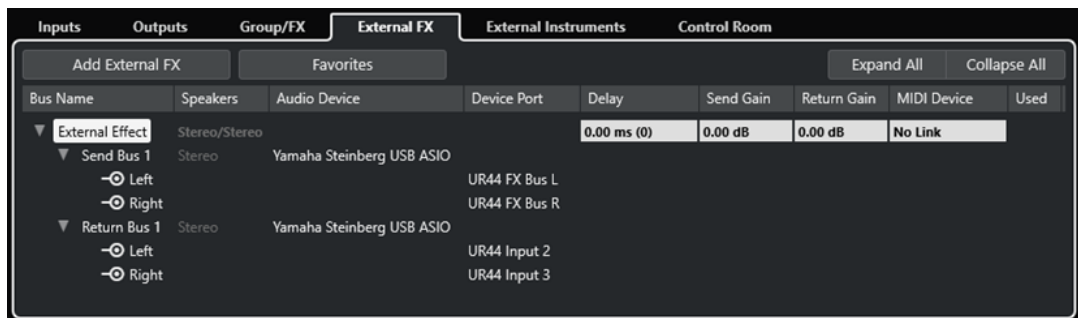 Inputs Outputs Group/FX External FX External Instruments Control Room
Add External FX Favorites Expand All Collapse All
Bus Name Speakers Audio Device Device Port Delay Send Gain Return Gain MIDI Device Used
External Effect Stereo/Stereo 0.00 ms (0) 0.00 dB 0.00 dB No Link
Send Bus 1 Stereo Yamaha Steinberg USB ASIO
Left UR44 FX Bus L
Right UR44 FX Bus R
Return Bus 1 Stereo Yamaha Steinberg USB ASIO
Left UR44 Input 2
Right UR44 Input 3